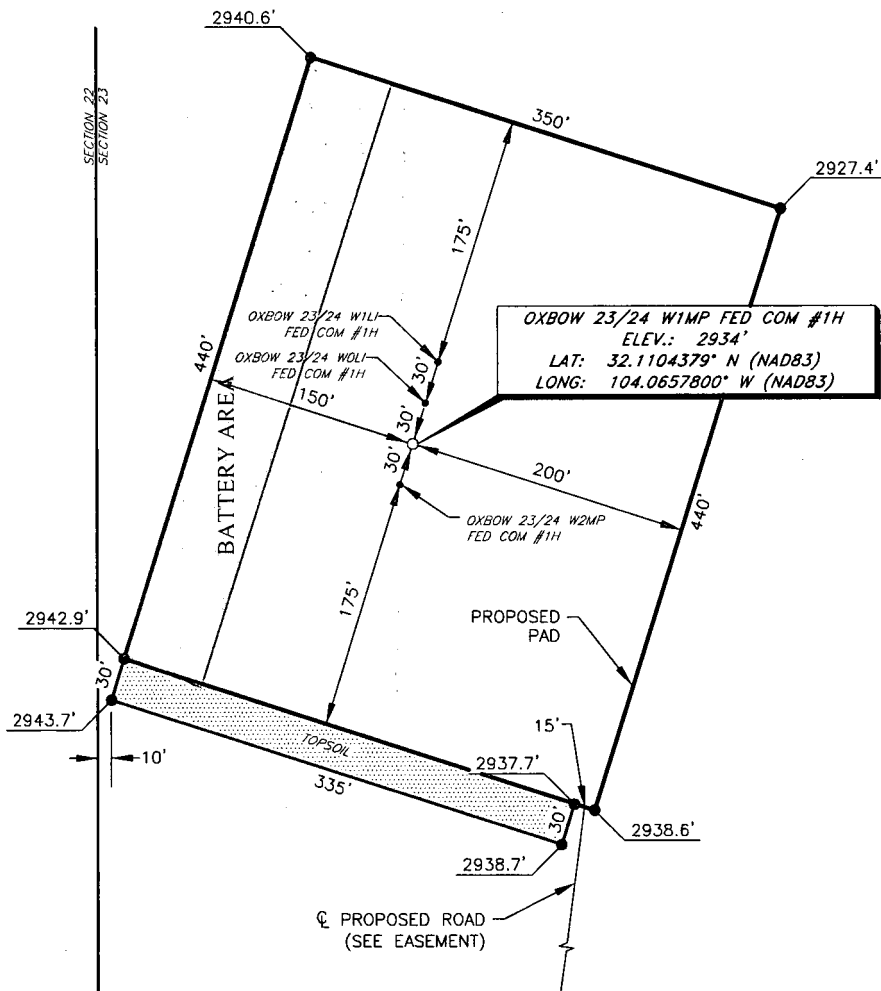 2940.6'
SECTION 22
SECTION 23
350'
2927.4'
175'
OXBOW 23/24 W1LI
FED COM #1H
OXBOW 23/24 W0LI
FED COM #1H
OXBOW 23/24 W1MP FED COM #1H
ELEV.: 2934'
LAT: 32.1104379° N (NAD83)
LONG: 104.0657800° W (NAD83)
440'
30'
150'
30'
30'
200'
440'
BATTERY AREA
OXBOW 23/24 W2MP
FED COM #1H
175'
PROPOSED
PAD
2942.9'
30'
2943.7'
10'
TOPSOIL
335'
15'
2937.7'
30'
2938.6'
2938.7'
℄ PROPOSED ROAD
(SEE EASEMENT)